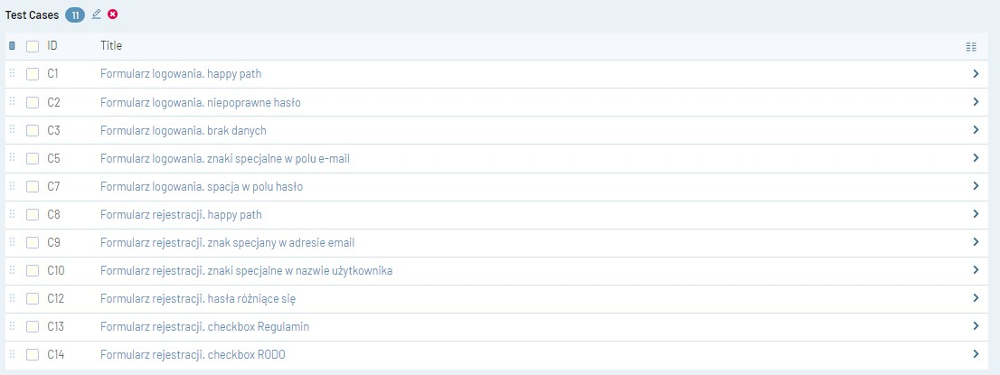 Test Cases 11
ID Title
C1 Formularz logowania. happy path
C2 Formularz logowania. niepoprawne hasło
C3 Formularz logowania. brak danych
C5 Formularz logowania. znaki specjalne w polu e-mail
C7 Formularz logowania. spacja w polu hasło
C8 Formularz rejestracji. happy path
C9 Formularz rejestracji. znak specjany w adresie email
C10 Formularz rejestracji. znaki specjalne w nazwie użytkownika
C12 Formularz rejestracji. hasła różniące się
C13 Formularz rejestracji. checkbox Regulamin
C14 Formularz rejestracji. checkbox RODO